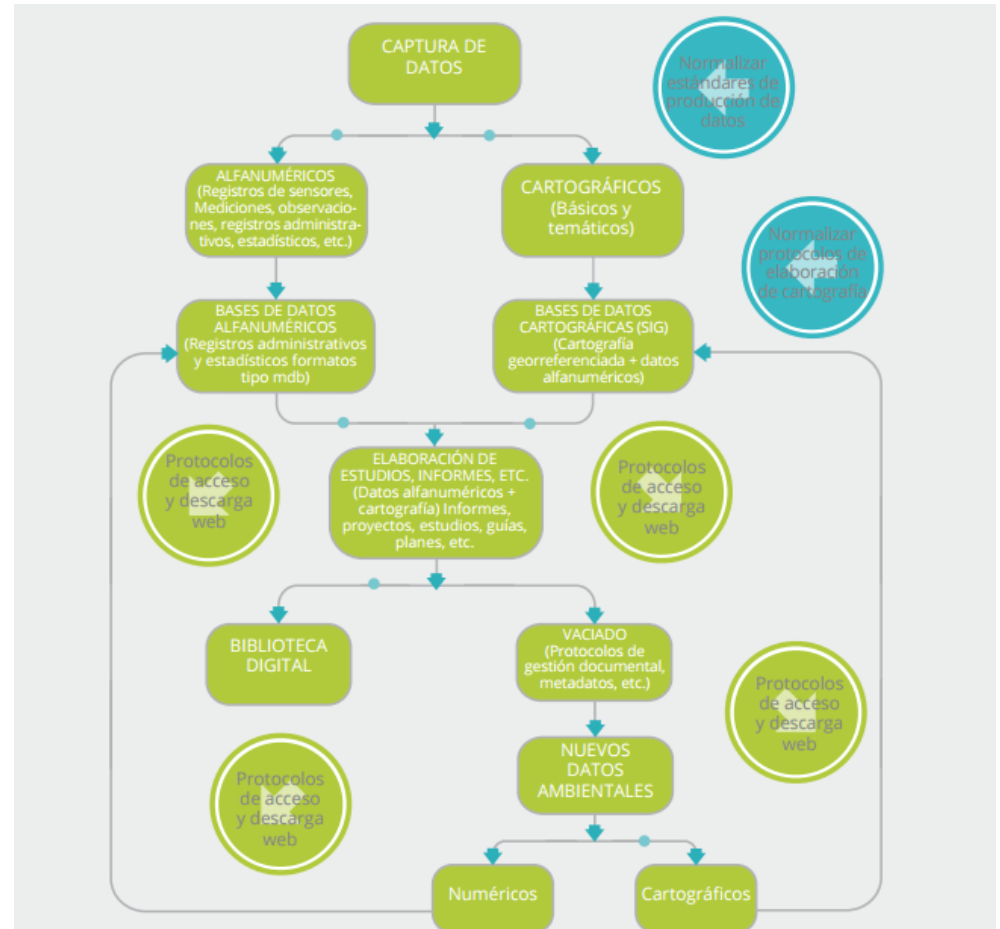 CAPTURA DE
DATOS
Normalizar
estándares de
producción de
datos
ALFANUMÉRICOS
(Registros de sensores,
Mediciones, observacio-
nes, registros administra-
tivos, estadísticos, etc.)
CARTOGRÁFICOS
(Básicos y
temáticos)
Normalizar
protocolos de
elaboración
de cartografía
BASES DE DATOS
ALFANUMÉRICOS
(Registros administrativos
y estadísticos formatos
tipo mdb)
BASES DE DATOS
CARTOGRÁFICAS (SIG)
(Cartografía
georreferenciada + datos
alfanuméricos)
Protocolos
de acceso
y descarga
web
ELABORACIÓN DE
ESTUDIOS, INFORMES, ETC.
(Datos alfanuméricos +
cartografía) Informes,
proyectos, estudios, guías,
planes, etc.
Protocolos
de acceso
y descarga
web
BIBLIOTECA
DIGITAL
VACIADO
(Protocolos de
gestión documental,
metadatos, etc.)
Protocolos
de acceso
y descarga
web
NUEVOS
DATOS
AMBIENTALES
Protocolos
de acceso
y descarga
web
Numéricos
Cartográficos